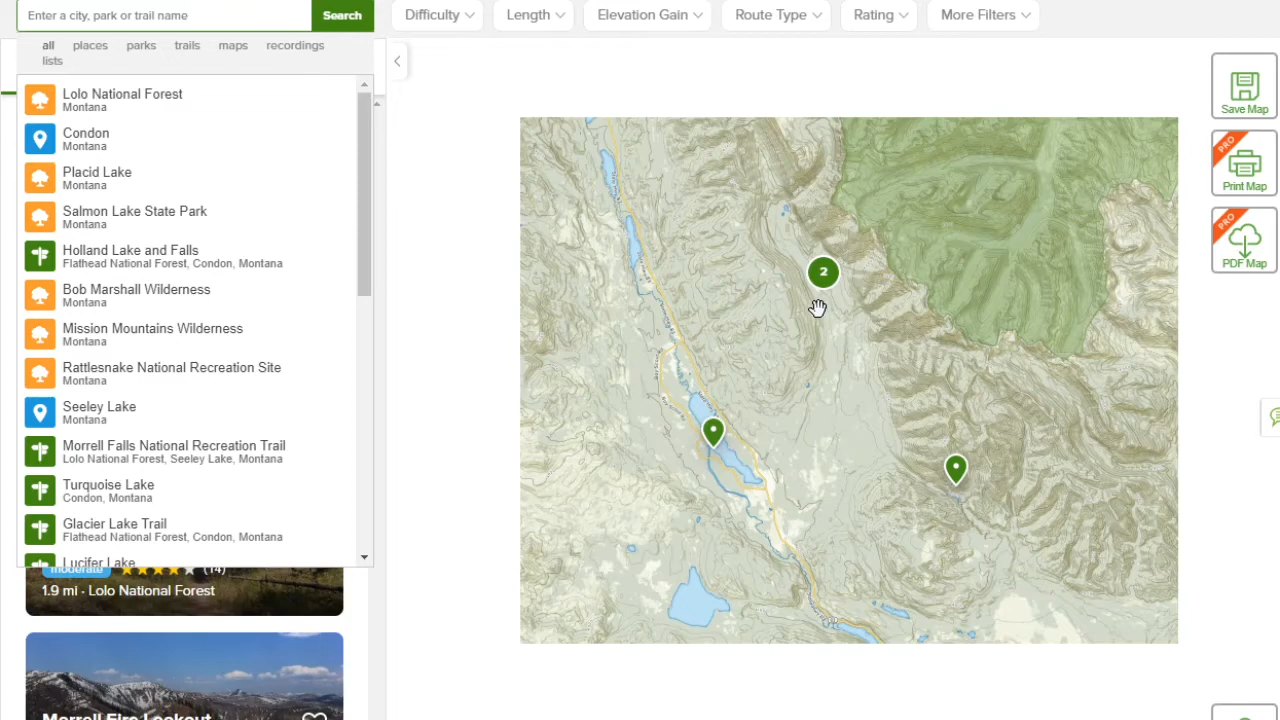 Enter a city, park or trail name
Search
Difficulty
Length
Elevation Gain
Route Type
Rating
More Filters
all
places
parks
trails
maps
recordings
lists
Lolo National Forest
Montana
Condon
Montana
Placid Lake
Montana
Salmon Lake State Park
Montana
Holland Lake and Falls
Flathead National Forest, Condon, Montana
Bob Marshall Wilderness
Montana
Mission Mountains Wilderness
Montana
Rattlesnake National Recreation Site
Montana
Seeley Lake
Montana
Morrell Falls National Recreation Trail
Lolo National Forest, Seeley Lake, Montana
Turquoise Lake
Condon, Montana
Glacier Lake Trail
Flathead National Forest, Condon, Montana
Lucifer Lake
moderate
(14)
1.9 mi · Lolo National Forest
Morrell Fire Lookout
2
Save Map
PRO
Print Map
PRO
PDF Map